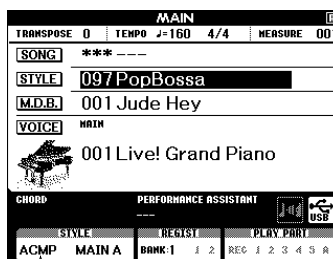 MAIN
TRANSPOSE 0 TEMPO ♩=160 4/4 MEASURE 001
SONG ***---
STYLE 097 PopBossa
M.D.B. 001 Jude Hey
VOICE MAIN
001 Live! Grand Piano
CHORD PERFORMANCE ASSISTANT
---
USB
STYLE REGIST PLAY PART
ACMP MAIN A BANK:1 1 2 REC 1 2 3 4 5 A